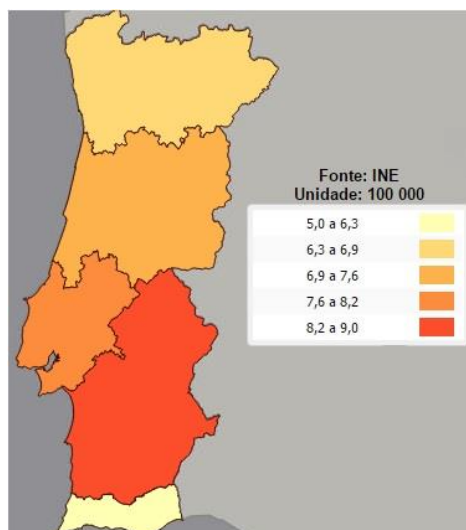 Fonte: INE
Unidade: 100 000
5,0 a 6,3
6,3 a 6,9
6,9 a 7,6
7,6 a 8,2
8,2 a 9,0